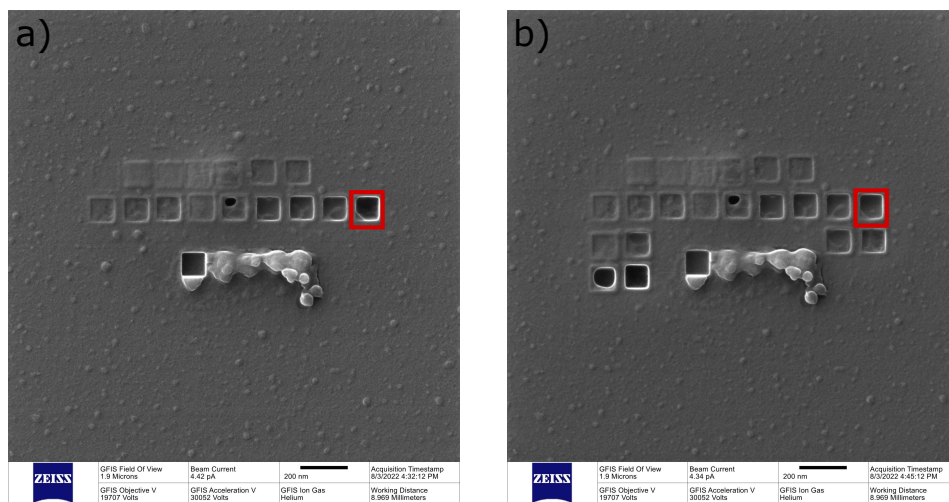 a)
b)
ZEISS
GFIS Field Of View
1.9 Microns
Beam Current
4.42 pA
200 nm
Acquisition Timestamp
8/3/2022 4:32:12 PM
GFIS Objective V
19707 Volts
GFIS Acceleration V
30052 Volts
GFIS Ion Gas
Helium
Working Distance
8.969 Millimeters
ZEISS
GFIS Field Of View
1.9 Microns
Beam Current
4.34 pA
200 nm
Acquisition Timestamp
8/3/2022 4:45:12 PM
GFIS Objective V
19707 Volts
GFIS Acceleration V
30052 Volts
GFIS Ion Gas
Helium
Working Distance
8.969 Millimeters